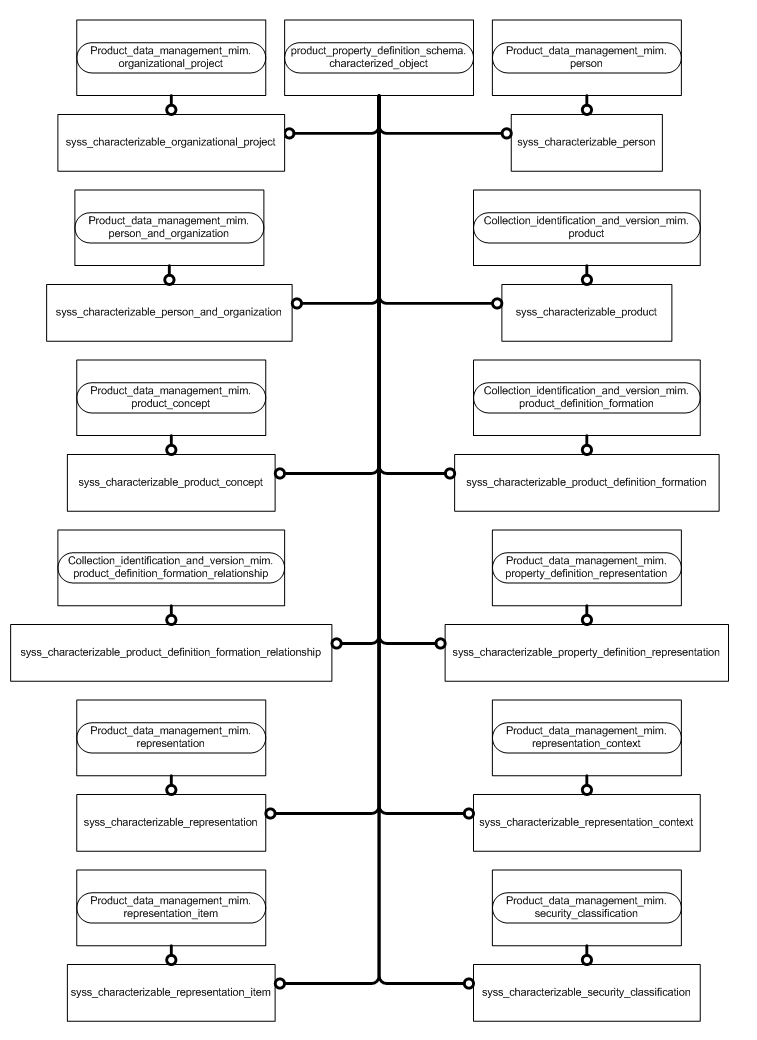 Product_data_management_mim.
organizational_project
product_property_definition_schema.
characterized_object
Product_data_management_mim.
person
syss_characterizable_organizational_project
syss_characterizable_person
Product_data_management_mim.
person_and_organization
Collection_identification_and_version_mim.
product
syss_characterizable_person_and_organization
syss_characterizable_product
Product_data_management_mim.
product_concept
Collection_identification_and_version_mim.
product_definition_formation
syss_characterizable_product_concept
syss_characterizable_product_definition_formation
Collection_identification_and_version_mim.
product_definition_formation_relationship
Product_data_management_mim.
property_definition_representation
syss_characterizable_product_definition_formation_relationship
syss_characterizable_property_definition_representation
Product_data_management_mim.
representation
Product_data_management_mim.
representation_context
syss_characterizable_representation
syss_characterizable_representation_context
Product_data_management_mim.
representation_item
Product_data_management_mim.
security_classification
syss_characterizable_representation_item
syss_characterizable_security_classification